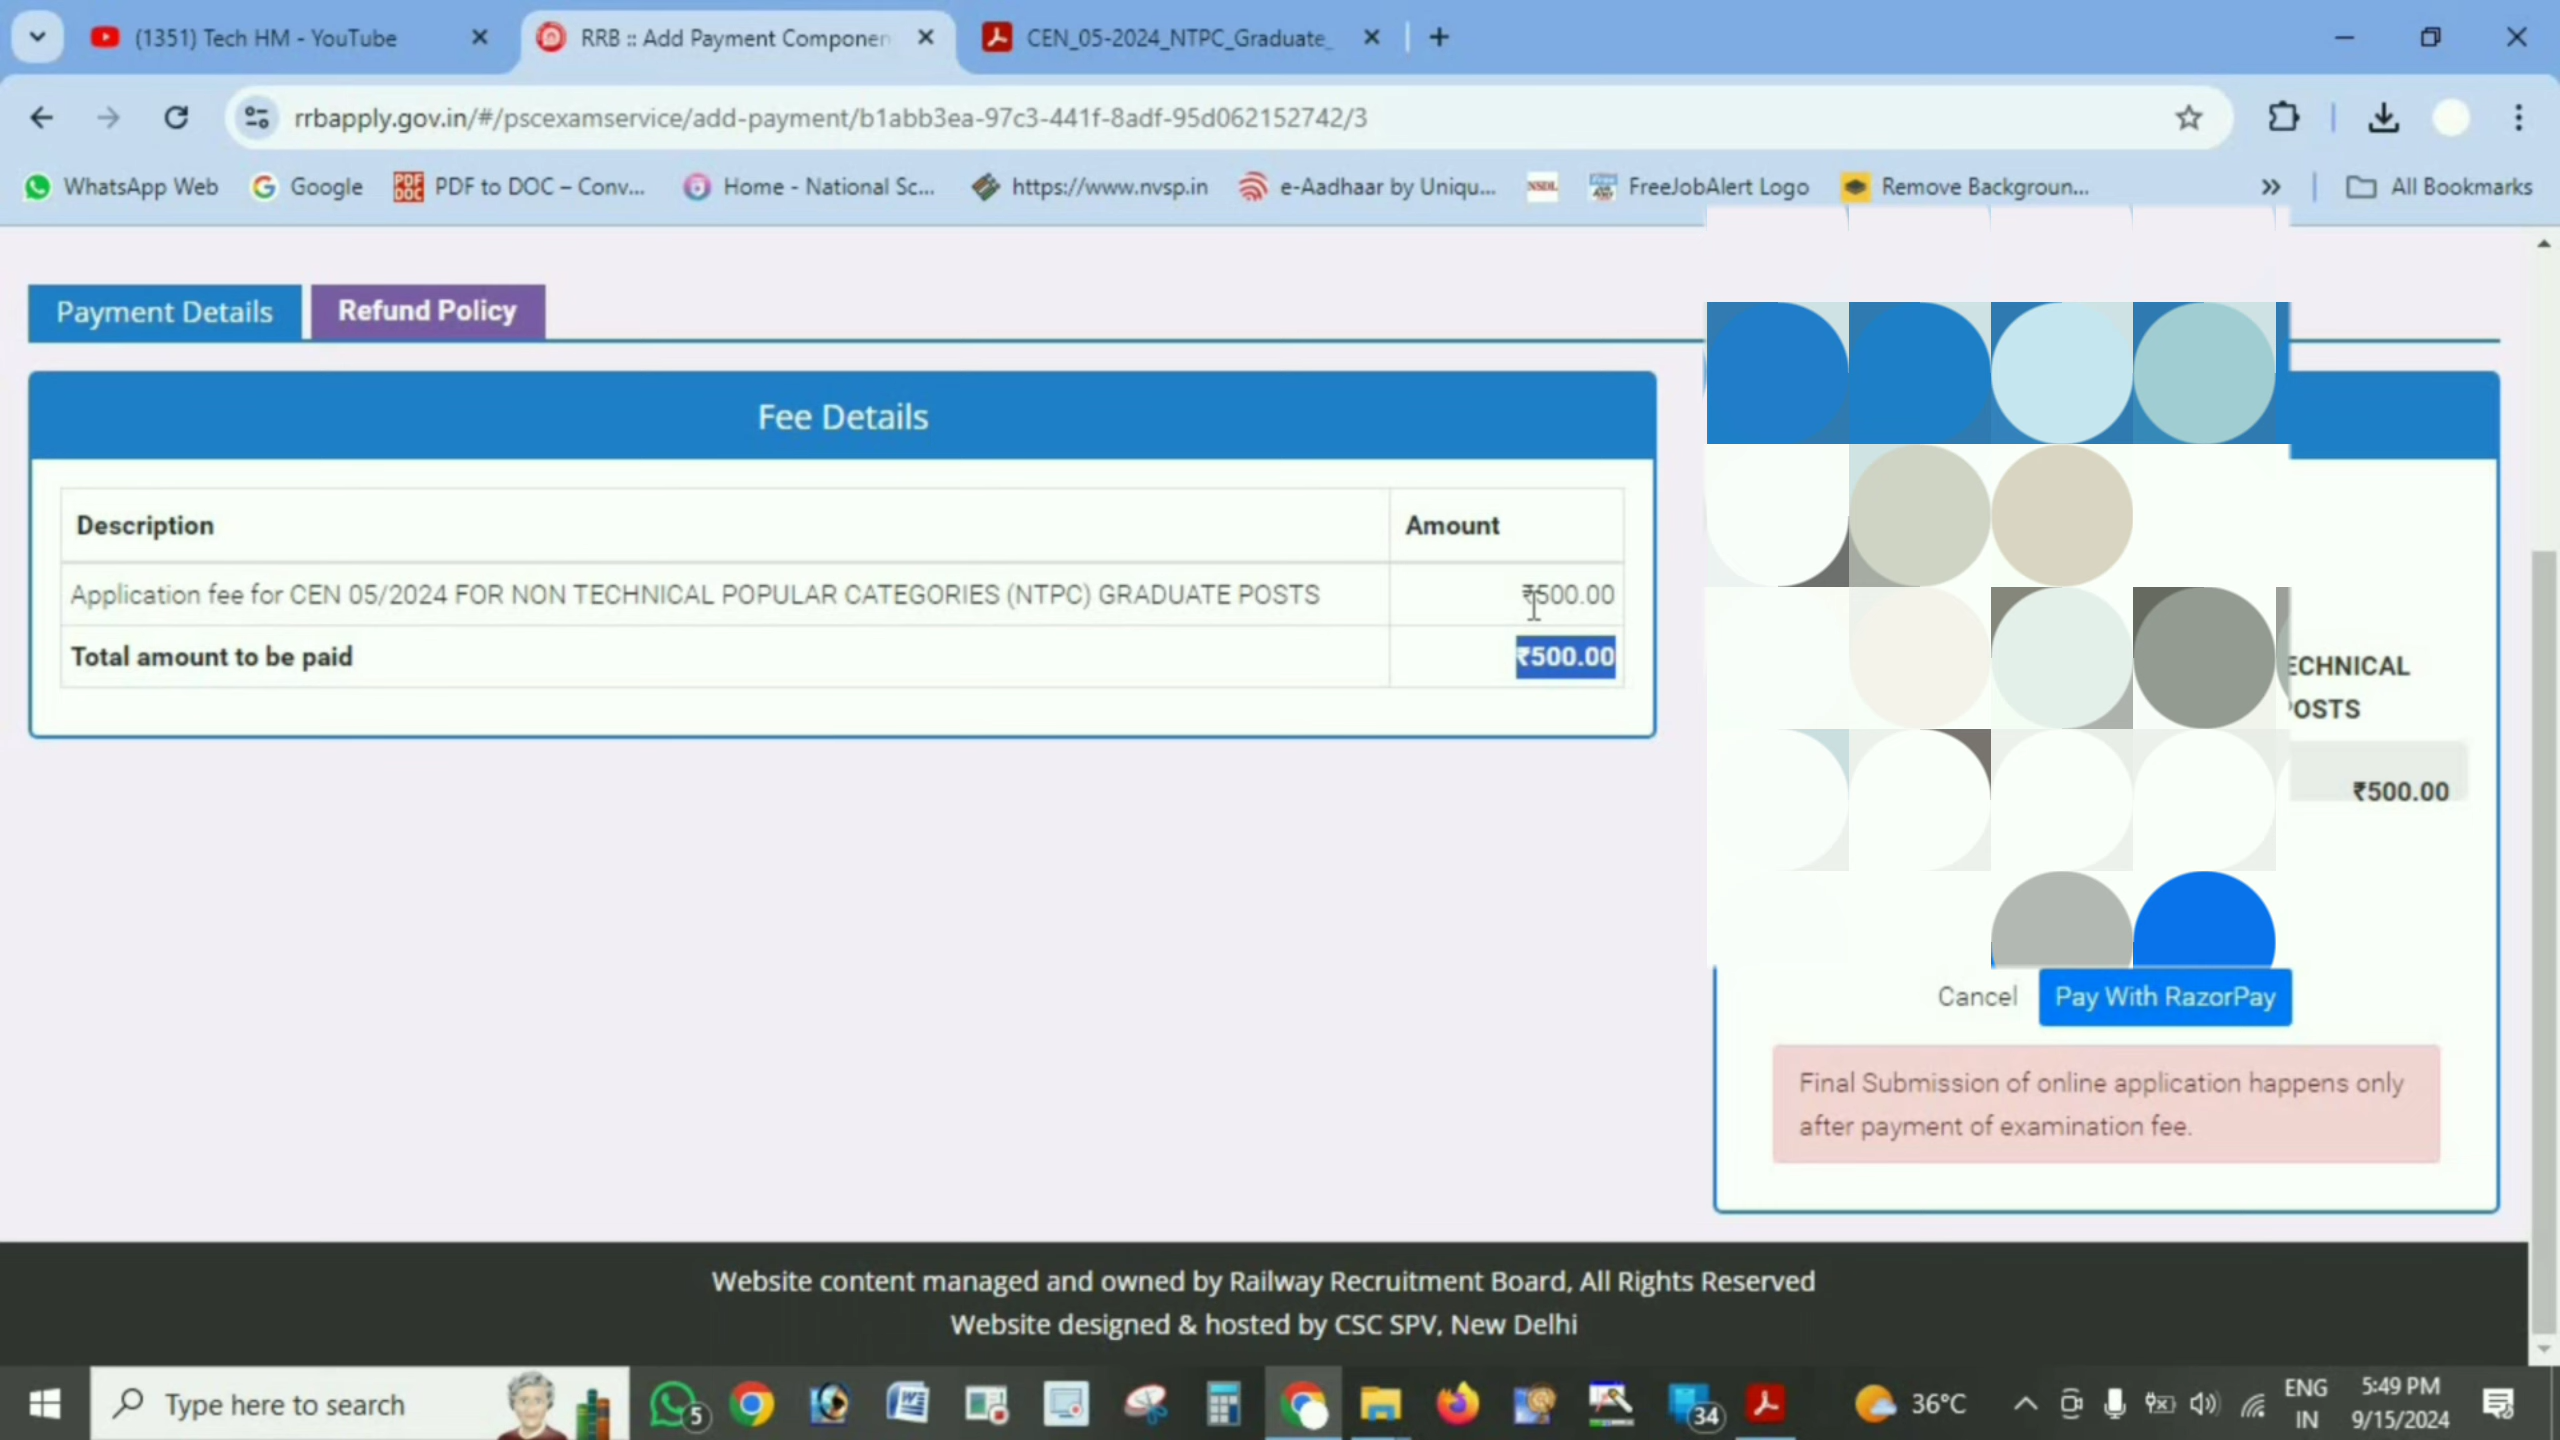 (1351) Tech HM - YouTube
RRB :: Add Payment Componen
CEN_05-2024_NTPC_Graduate_
rrbapply.gov.in/#/pscexamservice/add-payment/b1abb3ea-97c3-441f-8adf-95d062152742/3
WhatsApp Web
Google
PDF to DOC – Conv...
Home - National Sc...
https://www.nvsp.in
e-Aadhaar by Uniqu...
NSDL
FreeJobAlert Logo
Remove Backgroun...
All Bookmarks
Payment Details
Refund Policy
Fee Details
Description Amount
Application fee for CEN 05/2024 FOR NON TECHNICAL POPULAR CATEGORIES (NTPC) GRADUATE POSTS ₹500.00
Total amount to be paid ₹500.00
ECHNICAL
OSTS
₹500.00
Cancel
Pay With RazorPay
Final Submission of online application happens only
after payment of examination fee.
Website content managed and owned by Railway Recruitment Board, All Rights Reserved
Website designed & hosted by CSC SPV, New Delhi
Type here to search
5
34
36°C
ENG
IN
5:49 PM
9/15/2024